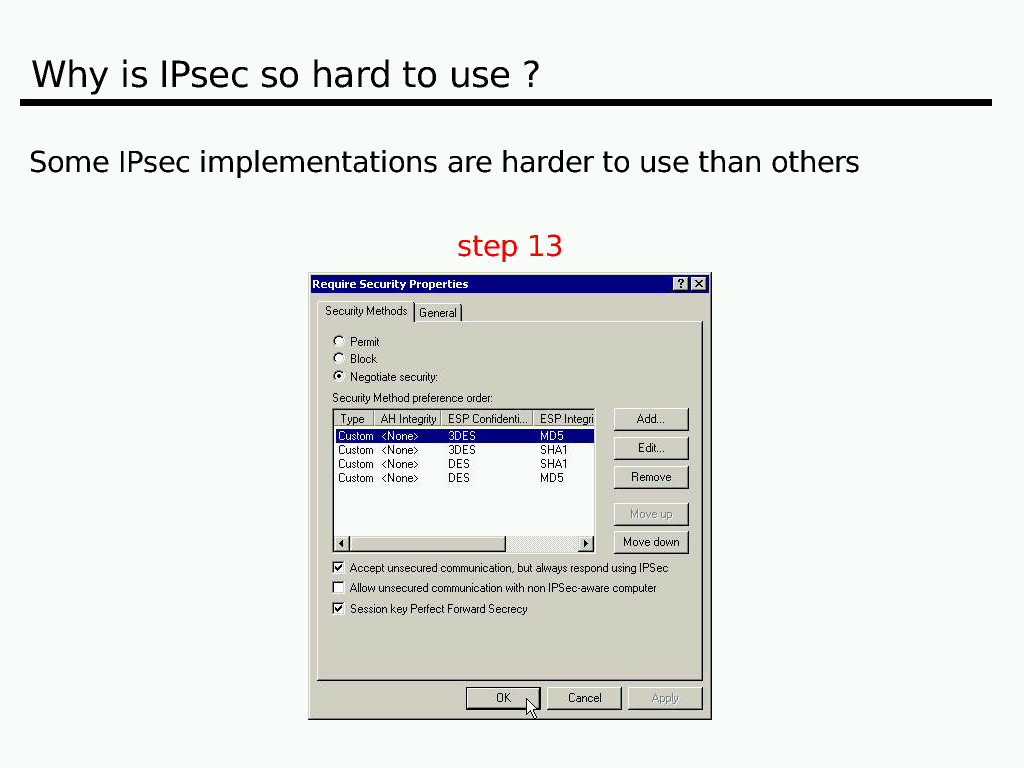 Why is IPsec so hard to use ?
Some IPsec implementations are harder to use than others
step 13
Require Security Properties
Security Methods General
Permit
Block
Negotiate security:
Security Method preference order:
Type AH Integrity ESP Confidenti... ESP Integri
Custom <None> 3DES MD5
Custom <None> 3DES SHA1
Custom <None> DES SHA1
Custom <None> DES MD5
Add...
Edit...
Remove
Move up
Move down
Accept unsecured communication, but always respond using IPSec
Allow unsecured communication with non IPSec-aware computer
Session key Perfect Forward Secrecy
OK Cancel Apply